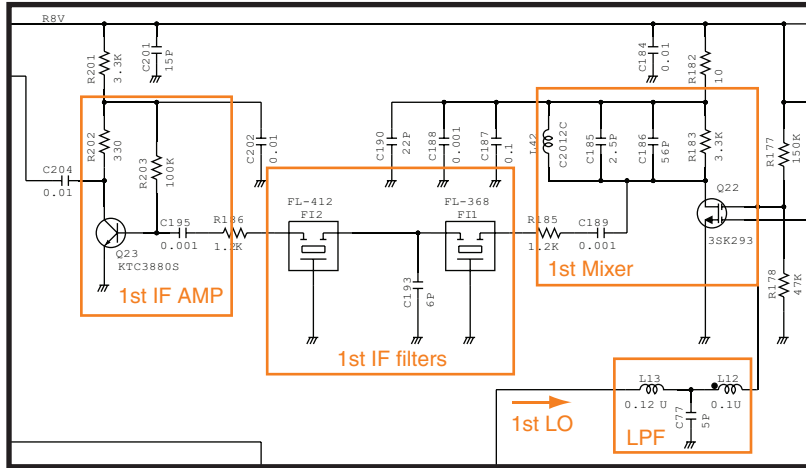 R8V
R201
3.3K
C201
15P
C184
0.01
R182
10
R202
330
R203
100K
C202
0.01
C190
22P
C188
0.001
C187
0.1
L42
C2012C
C185
2.5P
C186
56P
R183
3.3K
R177
150K
C204
0.01
C195
0.001
R186
1.2K
FL-412
FI2
FL-368
FI1
R185
1.2K
C189
0.001
Q22
3SK293
Q23
KTC3880S
1st IF AMP
C193
6P
1st Mixer
R178
47K
1st IF filters
1st LO
L13
0.12 U
L12
0.1U
C77
5P
LPF